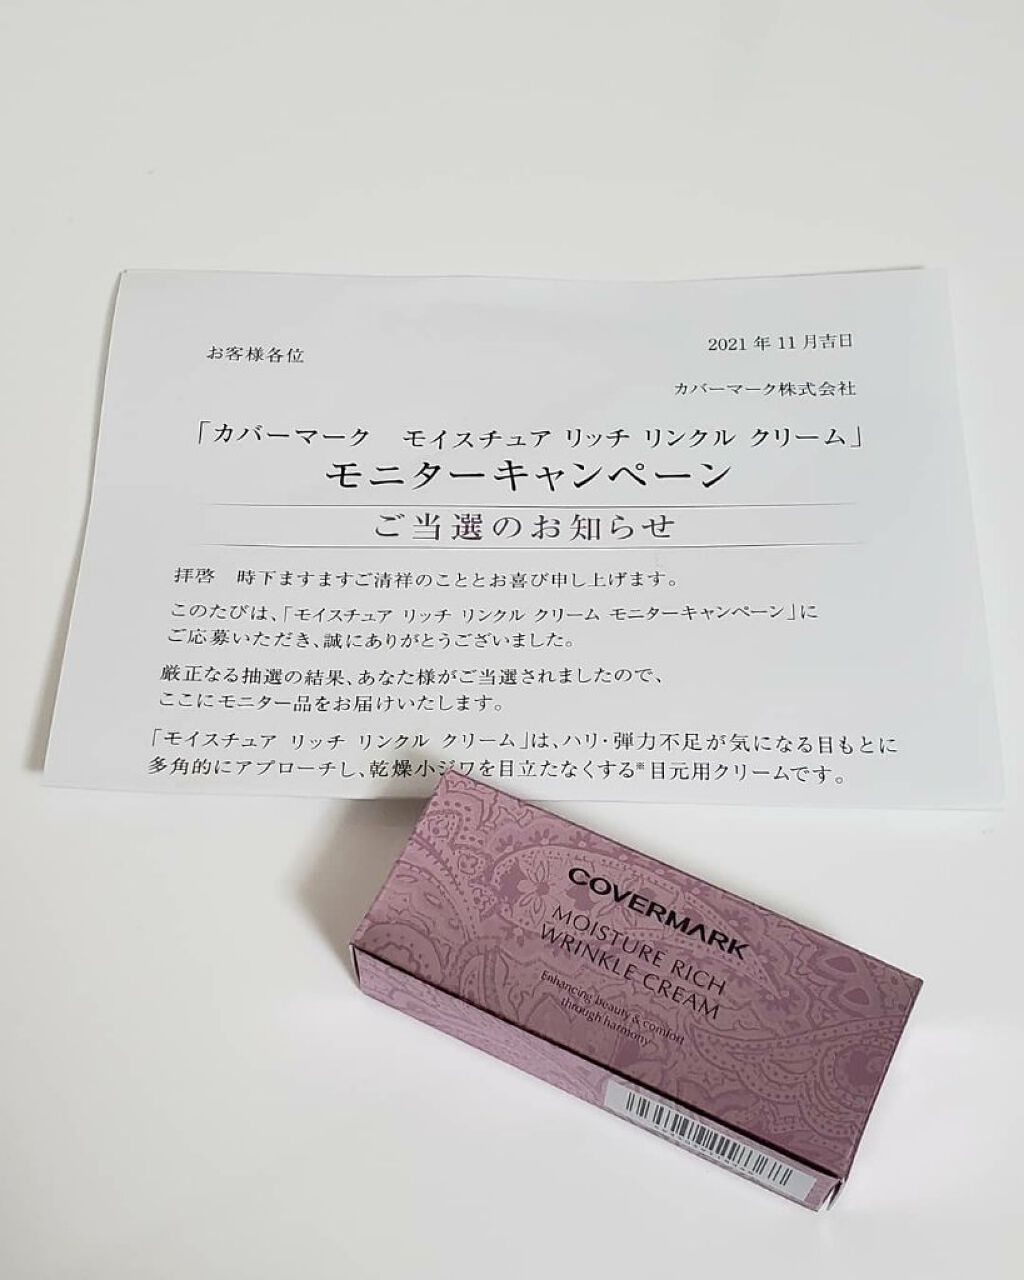 お客様各位
2021年11月吉日
カバーマーク株式会社
「カバーマーク　モイスチュア リッチ リンクル クリーム」
モニターキャンペーン
ご当選のお知らせ
拝啓　時下ますますご清祥のこととお喜び申し上げます。
このたびは、「モイスチュア リッチ リンクル クリーム モニターキャンペーン」に
ご応募いただき、誠にありがとうございました。
厳正なる抽選の結果、あなた様がご当選されましたので、
ここにモニター品をお届けいたします。
「モイスチュア リッチ リンクル クリーム」は、ハリ・弾力不足が気になる目もとに
多角的にアプローチし、乾燥小ジワを目立たなくする※目元用クリームです。
COVERMARK
MOISTURE RICH
WRINKLE CREAM
Enhancing beauty & comfort
through harmony